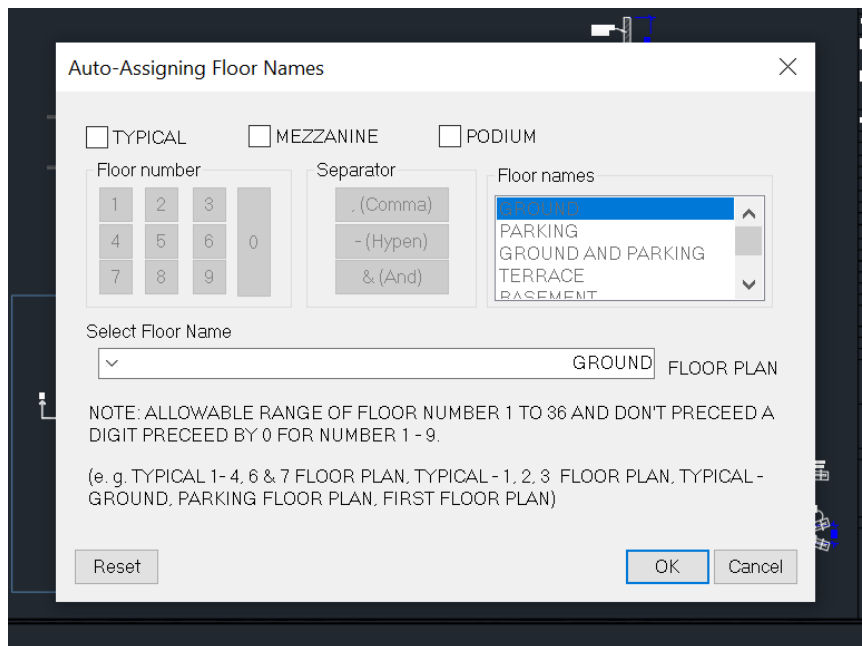 Auto-Assigning Floor Names
TYPICAL MEZZANINE PODIUM
Floor number Separator Floor names
1 2 3 , (Comma) GROUND
PARKING
4 5 6 0 - (Hypen) GROUND AND PARKING
7 8 9 & (And) TERRACE
BASEMENT
Select Floor Name
GROUND FLOOR PLAN
NOTE: ALLOWABLE RANGE OF FLOOR NUMBER 1 TO 36 AND DON'T PRECEED A
DIGIT PRECEED BY 0 FOR NUMBER 1 - 9.
(e. g. TYPICAL 1- 4, 6 & 7 FLOOR PLAN, TYPICAL - 1, 2, 3 FLOOR PLAN, TYPICAL -
GROUND, PARKING FLOOR PLAN, FIRST FLOOR PLAN)
Reset OK Cancel